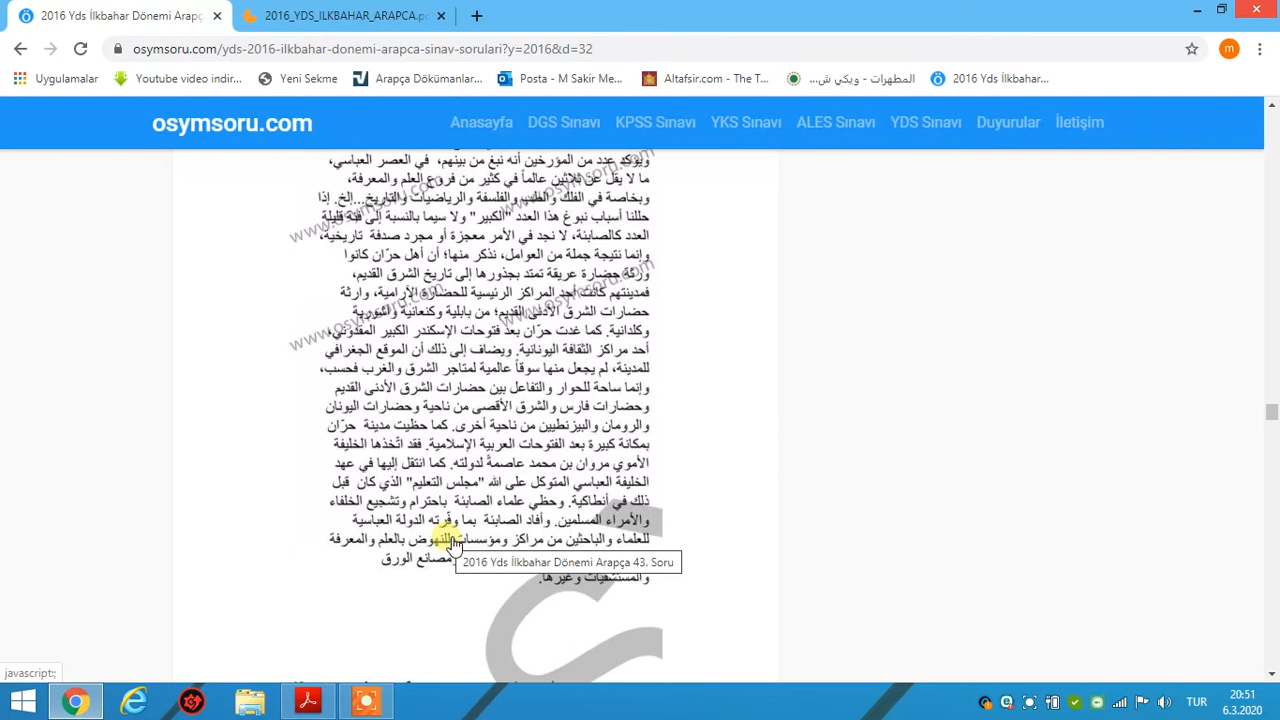 2016 Yds İlkbahar Dönemi Arapç
2016_YDS_ILKBAHAR_ARAPCA.p
osymsoru.com/yds-2016-ilkbahar-donemi-arapca-sinav-sorulari?y=2016&d=32
m
Uygulamalar
Youtube video indir...
Yeni Sekme
Arapça Dökümanlar...
Posta - M Sakir Me...
Altafsir.com - The T...
المطهرات - ويكي ش...
2016 Yds İlkbahar...
osymsoru.com
Anasayfa
DGS Sınavı
KPSS Sınavı
YKS Sınavı
ALES Sınavı
YDS Sınavı
Duyurular
İletişim
ويؤكد عدد من المؤرخين أنه نبغ من بينهم، في العصر العباسي،
ما لا يقل عن ثلاثين عالماً في كثير من فروع العلم والمعرفة،
وبخاصة في الفلك والطب والفلسفة والرياضيات والتاريخ...إلخ. إذا
حللنا أسباب نبوغ هذا العدد "الكبير" ولا سيما بالنسبة إلى فئة قليلة
العدد كالصابئة، لا نجد في الأمر معجزة أو مجرد صدفة تاريخية،
وإنما نتيجة جملة من العوامل، نذكر منها؛ أن أهل حرّان كانوا
ورثة حضارة عريقة تمتد بجذورها إلى تاريخ الشرق القديم،
فمدينتهم كانت أحد المراكز الرئيسية للحضارة الآرامية، وارثة
حضارات الشرق الأدنى القديم؛ من بابلية وكنعانية وآشورية
وكلدانية. كما غدت حرّان بعد فتوحات الإسكندر الكبير المقدوني،
أحد مراكز الثقافة اليونانية. ويضاف إلى ذلك أن الموقع الجغرافي
للمدينة، لم يجعل منها سوقاً عالمية لمتاجر الشرق والغرب فحسب،
وإنما ساحة للحوار والتفاعل بين حضارات الشرق الأدنى القديم
وحضارات فارس والشرق الأقصى من ناحية وحضارات اليونان
والرومان والبيزنطيين من ناحية أخرى. كما حظيت مدينة حرّان
بمكانة كبيرة بعد الفتوحات العربية الإسلامية. فقد اتّخذها الخليفة
الأموي مروان بن محمد عاصمةً لدولته. كما انتقل إليها في عهد
الخليفة العباسي المتوكل على الله "مجلس التعليم" الذي كان قبل
ذلك في أنطاكية. وحظي علماء الصابئة باحترام وتشجيع الخلفاء
والأمراء المسلمين. وأفاد الصابئة بما وفّرته الدولة العباسية
للعلماء والباحثين من مراكز ومؤسسات للنهوض بالعلم والمعرفة
مصانع الورق
والمستشفيات وغيرها.
www.osymsoru.com
www.osymsoru.com
www.osymsoru.com
www.osymsoru.com
2016 Yds İlkbahar Dönemi Arapça 43. Soru
javascript:;
TUR
20:51
6.3.2020